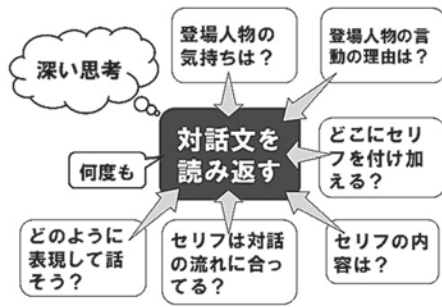 登場人物の
気持ちは？
登場人物の言
動の理由は？
深い思考
対話文を
読み返す
何度も
どこにセリ
フを付け加
える？
どのように
表現して話
そう？
セリフは対話
の流れに合っ
てる？
セリフの内
容は？